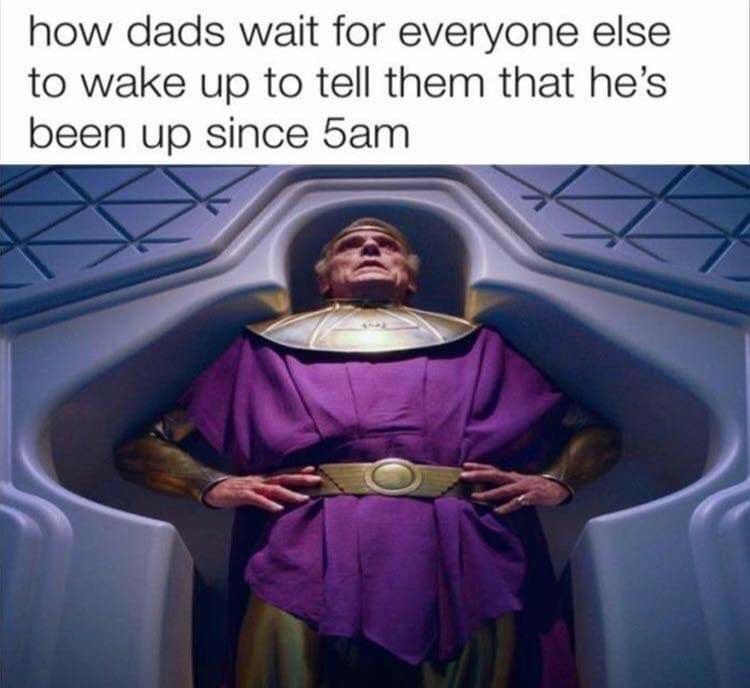 how dads wait for everyone else
to wake up to tell them that he's
been up since 5am